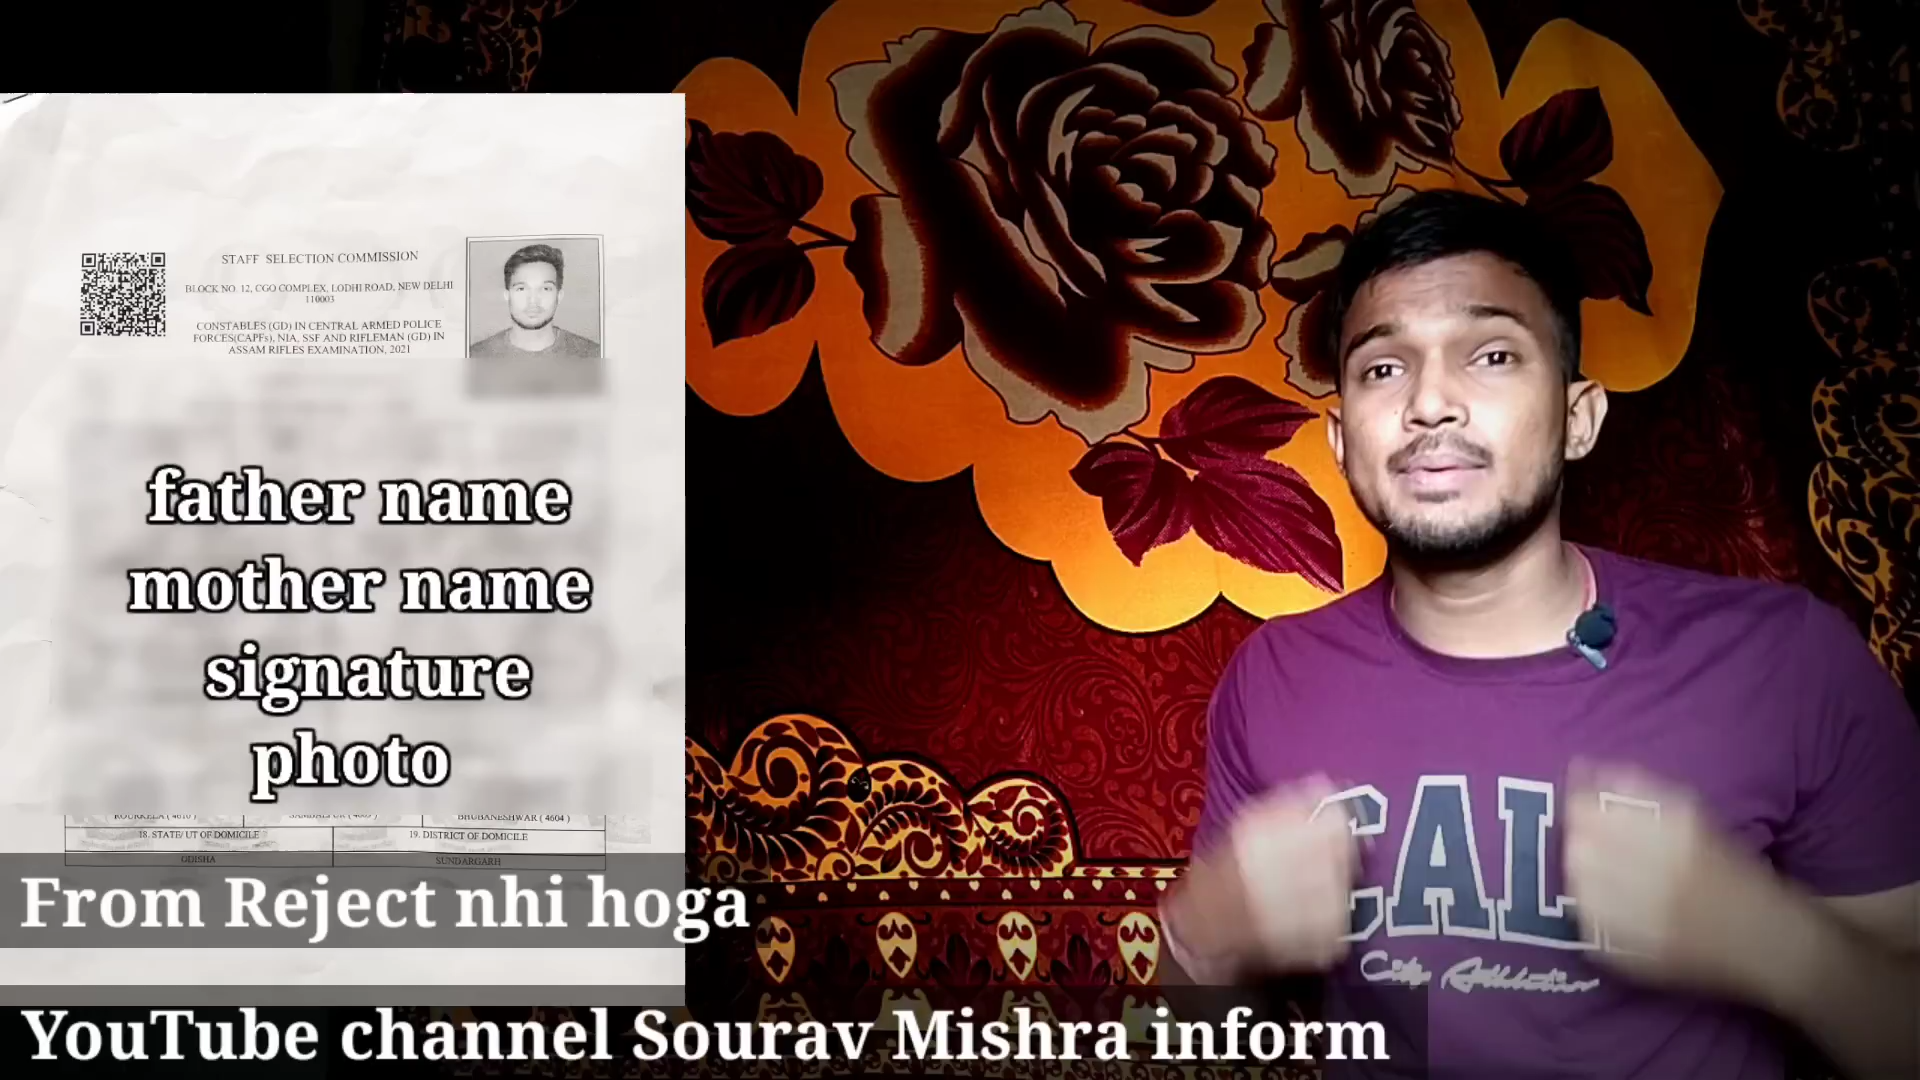 STAFF SELECTION COMMISSION
BLOCK NO. 12, CGO COMPLEX, LODHI ROAD, NEW DELHI
110003
CONSTABLES (GD) IN CENTRAL ARMED POLICE
FORCES(CAPFs), NIA, SSF AND RIFLEMAN (GD) IN
ASSAM RIFLES EXAMINATION, 2021
father name
mother name
signature
photo
BHUBANESHWAR ( 4604 )
18. STATE/ UT OF DOMICILE 19. DISTRICT OF DOMICILE
ODISHA SUNDARGARH
From Reject nhi hoga
CALI
City
YouTube channel Sourav Mishra inform